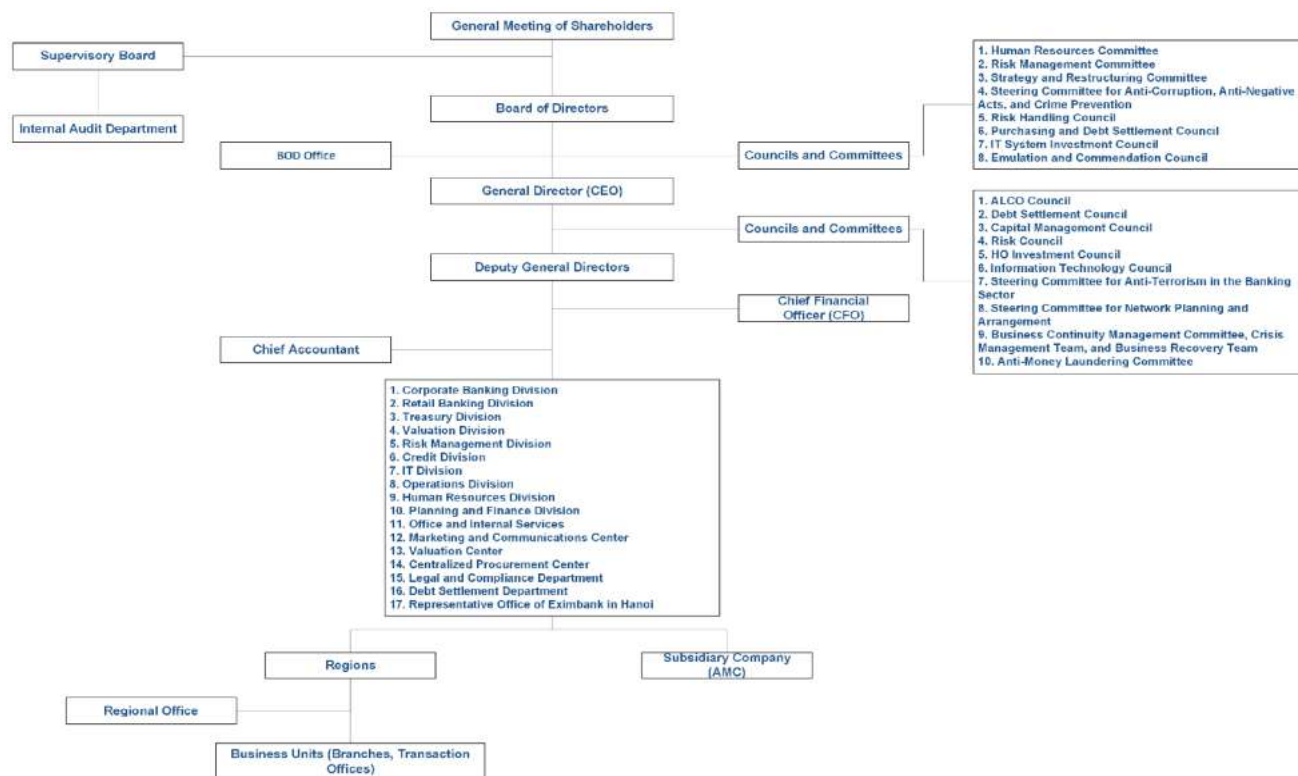 General Meeting of Shareholders
Supervisory Board
Board of Directors
Internal Audit Department
BOD Office
Councils and Committees
1. Human Resources Committee
2. Risk Management Committee
3. Strategy and Restructuring Committee
4. Steering Committee for Anti-Corruption, Anti-Negative
Acts, and Crime Prevention
5. Risk Handling Council
6. Purchasing and Debt Settlement Council
7. IT System Investment Council
8. Emulation and Commendation Council
General Director (CEO)
Councils and Committees
1. ALCO Council
2. Debt Settlement Council
3. Capital Management Council
4. Risk Council
5. HO Investment Council
6. Information Technology Council
7. Steering Committee for Anti-Terrorism in the Banking
Sector
8. Steering Committee for Network Planning and
Arrangement
9. Business Continuity Management Committee, Crisis
Management Team, and Business Recovery Team
10. Anti-Money Laundering Committee
Deputy General Directors
Chief Financial
Officer (CFO)
Chief Accountant
1. Corporate Banking Division
2. Retail Banking Division
3. Treasury Division
4. Valuation Division
5. Risk Management Division
6. Credit Division
7. IT Division
8. Operations Division
9. Human Resources Division
10. Planning and Finance Division
11. Office and Internal Services
12. Marketing and Communications Center
13. Valuation Center
14. Centralized Procurement Center
15. Legal and Compliance Department
16. Debt Settlement Department
17. Representative Office of Eximbank in Hanoi
Regions
Subsidiary Company
(AMC)
Regional Office
Business Units (Branches, Transaction
Offices)